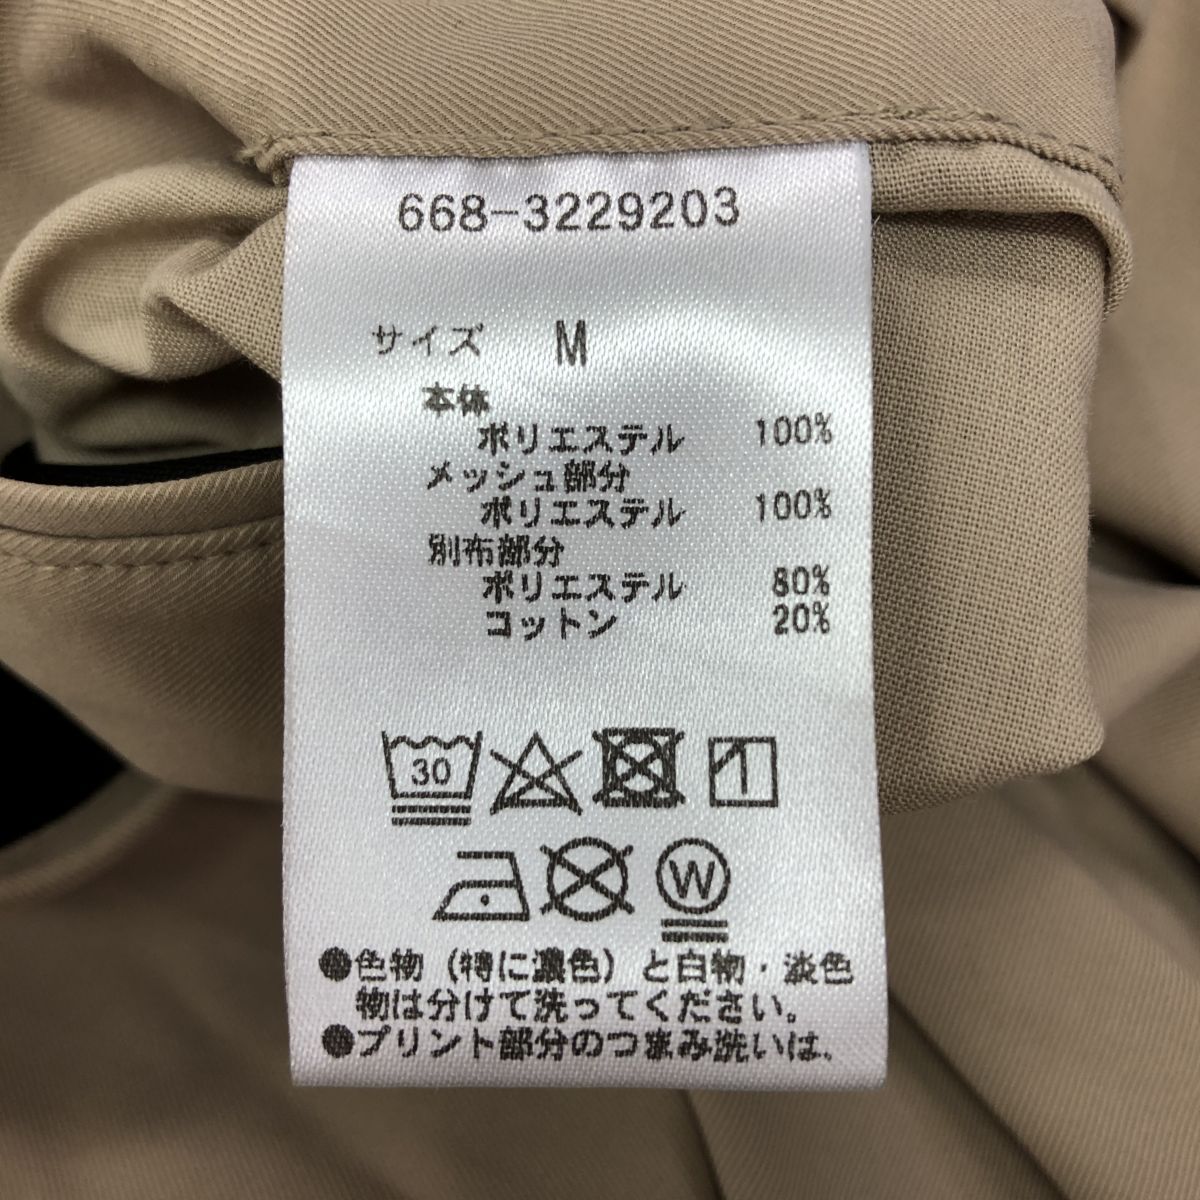 668-3229203
サイズ M
本体
ポリエステル 100%
メッシュ部分
ポリエステル 100%
別布部分
ポリエステル 80%
コットン 20%
30
W
●色物(特に濃色)と白物・淡色
物は分けて洗ってください。
●プリント部分のつまみ洗いは、